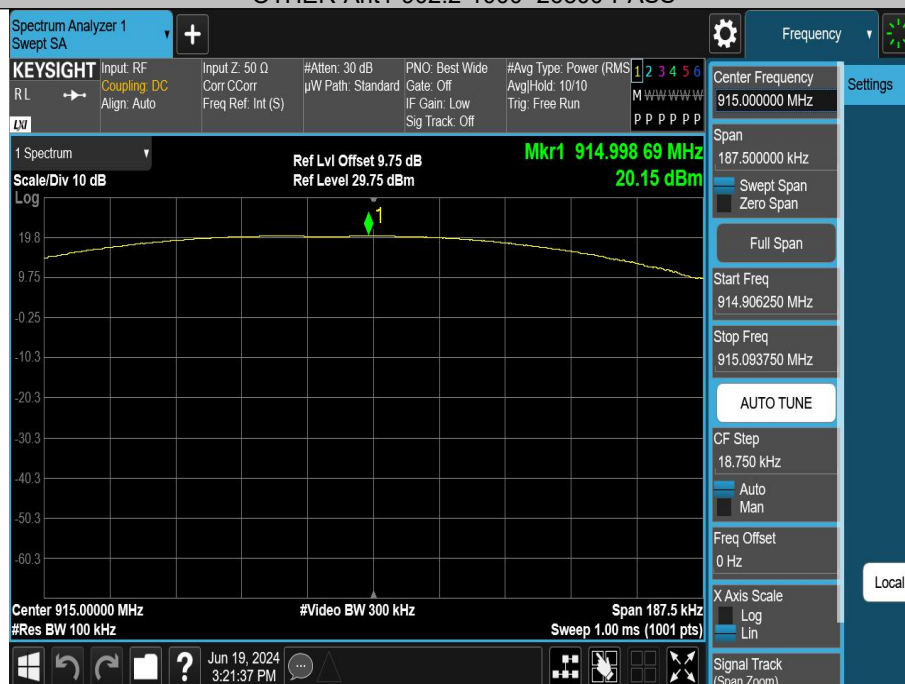 Spectrum Analyzer 1
Swept SA
+
Frequency
KEYSIGHT
RL
LXI
Input: RF
Coupling: DC
Align: Auto
Input Z: 50 Ω
Corr CCorr
Freq Ref: Int (S)
#Atten: 30 dB
µW Path: Standard
PNO: Best Wide
Gate: Off
IF Gain: Low
Sig Track: Off
#Avg Type: Power (RMS
Avg|Hold: 10/10
Trig: Free Run
1 2 3 4 5 6
M W W W W W
P P P P P P
1 Spectrum
Scale/Div 10 dB
Log
Ref Lvl Offset 9.75 dB
Ref Level 29.75 dBm
Mkr1 914.998 69 MHz
20.15 dBm
1
19.8
9.75
-0.25
-10.3
-20.3
-30.3
-40.3
-50.3
-60.3
Center 915.00000 MHz
#Video BW 300 kHz
Span 187.5 kHz
#Res BW 100 kHz
Sweep 1.00 ms (1001 pts)
Center Frequency
915.000000 MHz
Settings
Span
187.500000 kHz
Swept Span
Zero Span
Full Span
Start Freq
914.906250 MHz
Stop Freq
915.093750 MHz
AUTO TUNE
CF Step
18.750 kHz
Auto
Man
Freq Offset
0 Hz
Local
X Axis Scale
Log
Lin
Signal Track
(Span Zoom)
?
Jun 19, 2024
3:21:37 PM